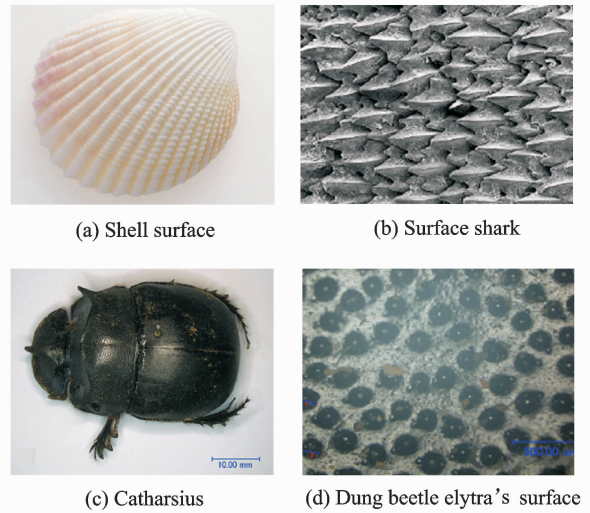 (a) Shell surface
(b) Surface shark
10.00 mm
(c) Catharsius
(d) Dung beetle elytra's surface